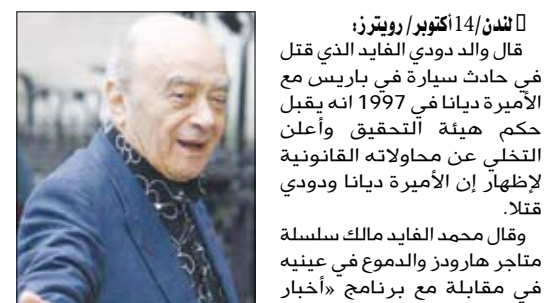 لندن/14أكتوبر/ رويترز:
قال والد دودي الفايد الذي قتل
في حادث سيارة في باريس مع
الأميرة ديانا في 1997 انه يقبل
حكم هيئة التحقيق وأعلن
التخلي عن محاولاته القانونية
لإظهار إن الأميرة ديانا ودودي
قتلا.
وقال محمد الفايد مالك سلسلة
متاجر هارودز والدموع في عينيه
في مقابلة مع برنامج «أخبار